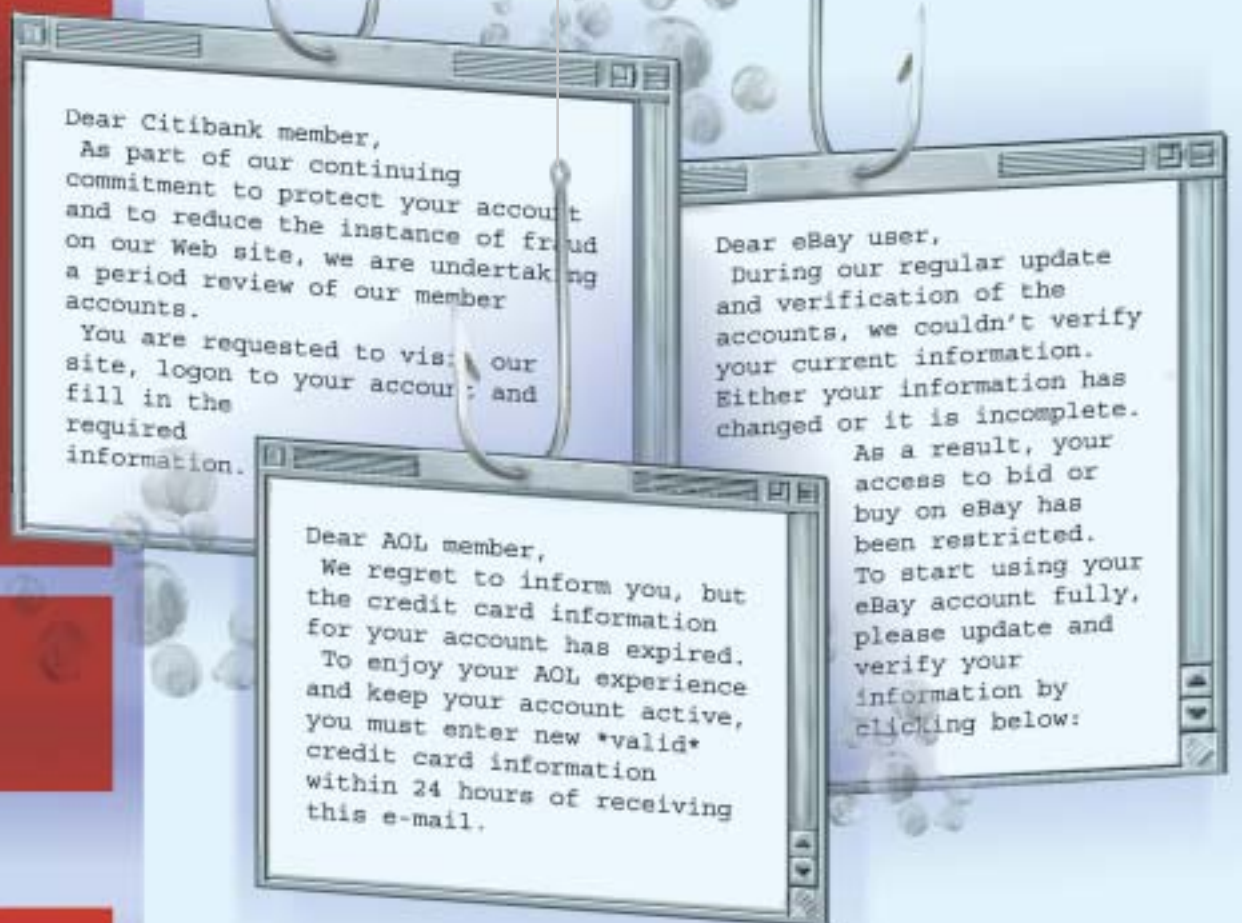 Dear Citibank member,
As part of our continuing
commitment to protect your account
and to reduce the instance of fraud
on our Web site, we are undertaking
a period review of our member
accounts.
You are requested to visit our
site, logon to your account and
fill in the
required
information.
Dear eBay user,
During our regular update
and verification of the
accounts, we couldn't verify
your current information.
Either your information has
changed or it is incomplete.
As a result, your
access to bid or
buy on eBay has
been restricted.
To start using your
eBay account fully,
please update and
verify your
information by
clicking below:
Dear AOL member,
We regret to inform you, but
the credit card information
for your account has expired.
To enjoy your AOL experience
and keep your account active,
you must enter new *valid*
credit card information
within 24 hours of receiving
this e-mail.